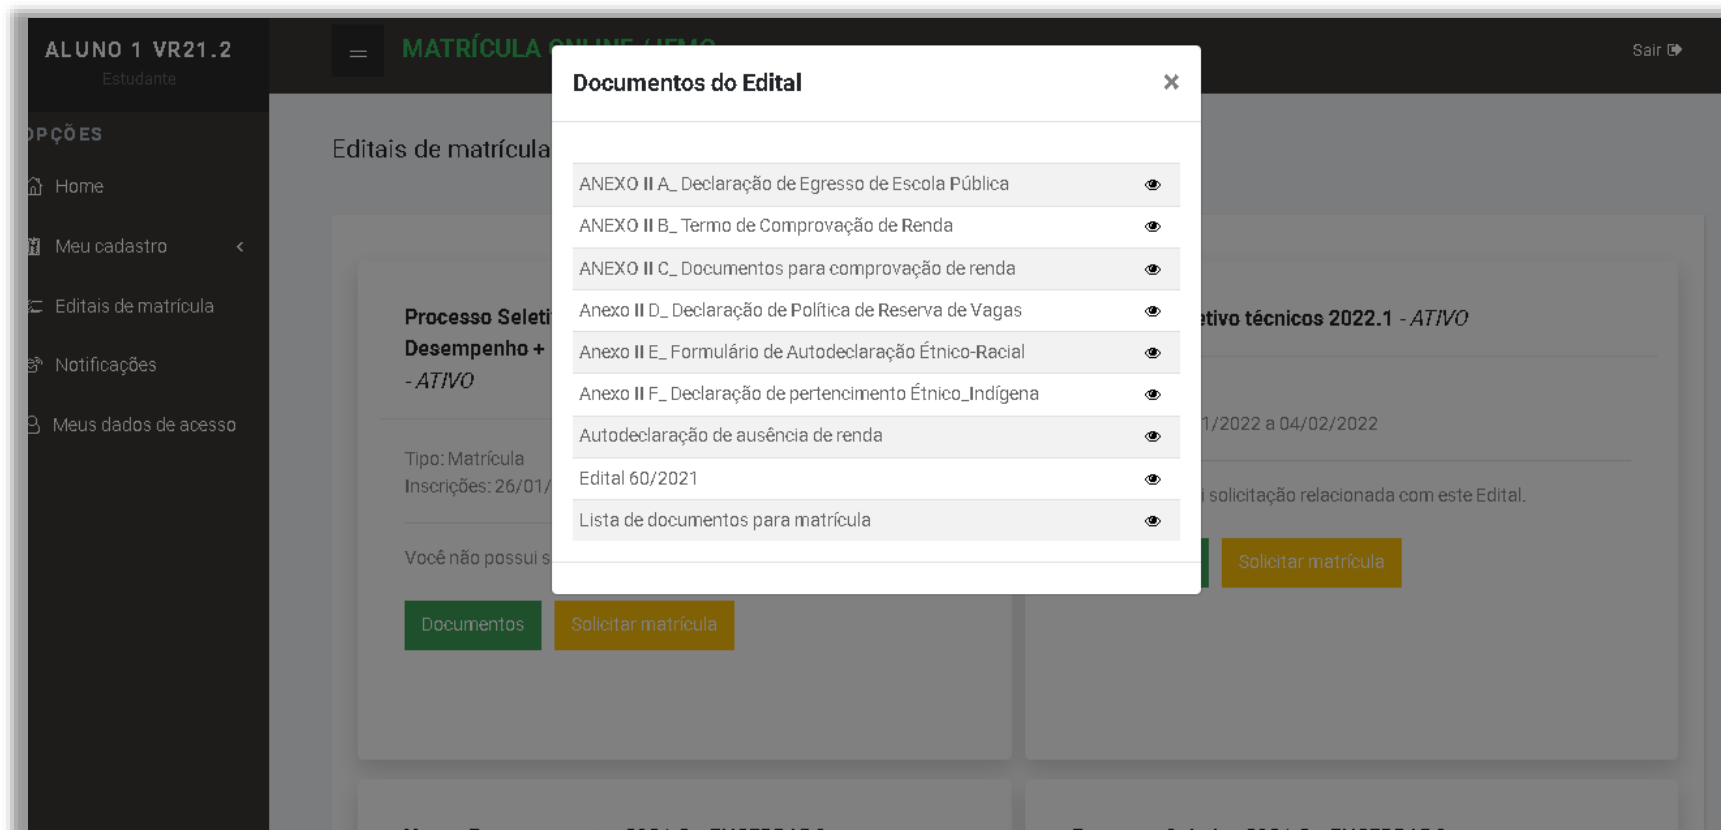 ALUNO 1 VR21.2
Estudante
OPÇÕES
Home
Meu cadastro
Editais de matrícula
Notificações
Meus dados de acesso
MATRÍCULA
Sair
Editais de matrícula
Documentos do Edital
ANEXO II A_ Declaração de Egresso de Escola Pública
ANEXO II B_ Termo de Comprovação de Renda
ANEXO II C_ Documentos para comprovação de renda
Anexo II D_ Declaração de Política de Reserva de Vagas
Anexo II E_ Formulário de Autodeclaração Étnico-Racial
Anexo II F_ Declaração de pertencimento Étnico_Indígena
Autodeclaração de ausência de renda
Edital 60/2021
Lista de documentos para matrícula
Processo Seleti
Desempenho +
- ATIVO
Tipo: Matrícula
Inscrições: 26/01/
Você não possui s
Documentos Solicitar matrícula
etivo técnicos 2022.1 - ATIVO
1/2022 a 04/02/2022
i solicitação relacionada com este Edital.
Solicitar matrícula